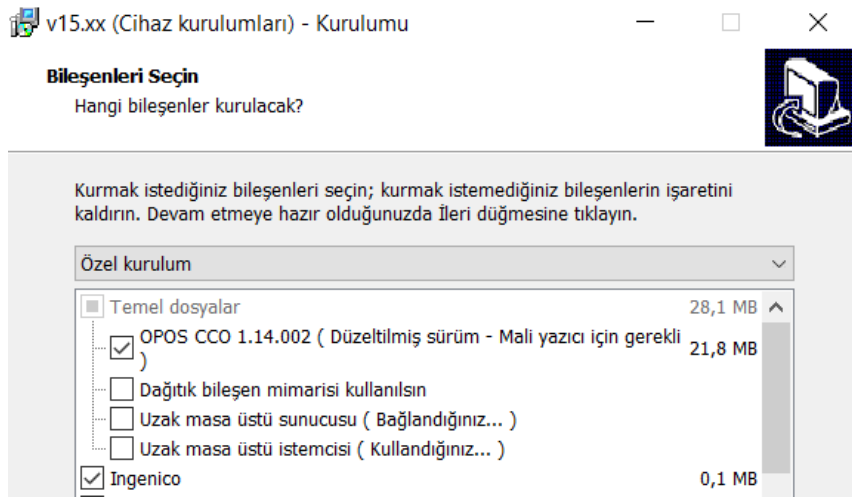 v15.xx (Cihaz kurulumları) - Kurulumu
Bileşenleri Seçin
Hangi bileşenler kurulacak?
Kurmak istediğiniz bileşenleri seçin; kurmak istemediğiniz bileşenlerin işaretini
kaldırın. Devam etmeye hazır olduğunuzda İleri düğmesine tıklayın.
Özel kurulum
Temel dosyalar 28,1 MB
OPOS CCO 1.14.002 ( Düzeltilmiş sürüm - Mali yazıcı için gerekli
) 21,8 MB
Dağıtık bileşen mimarisi kullanılsın
Uzak masa üstü sunucusu ( Bağlandığınız... )
Uzak masa üstü istemcisi ( Kullandığınız... )
Ingenico 0,1 MB